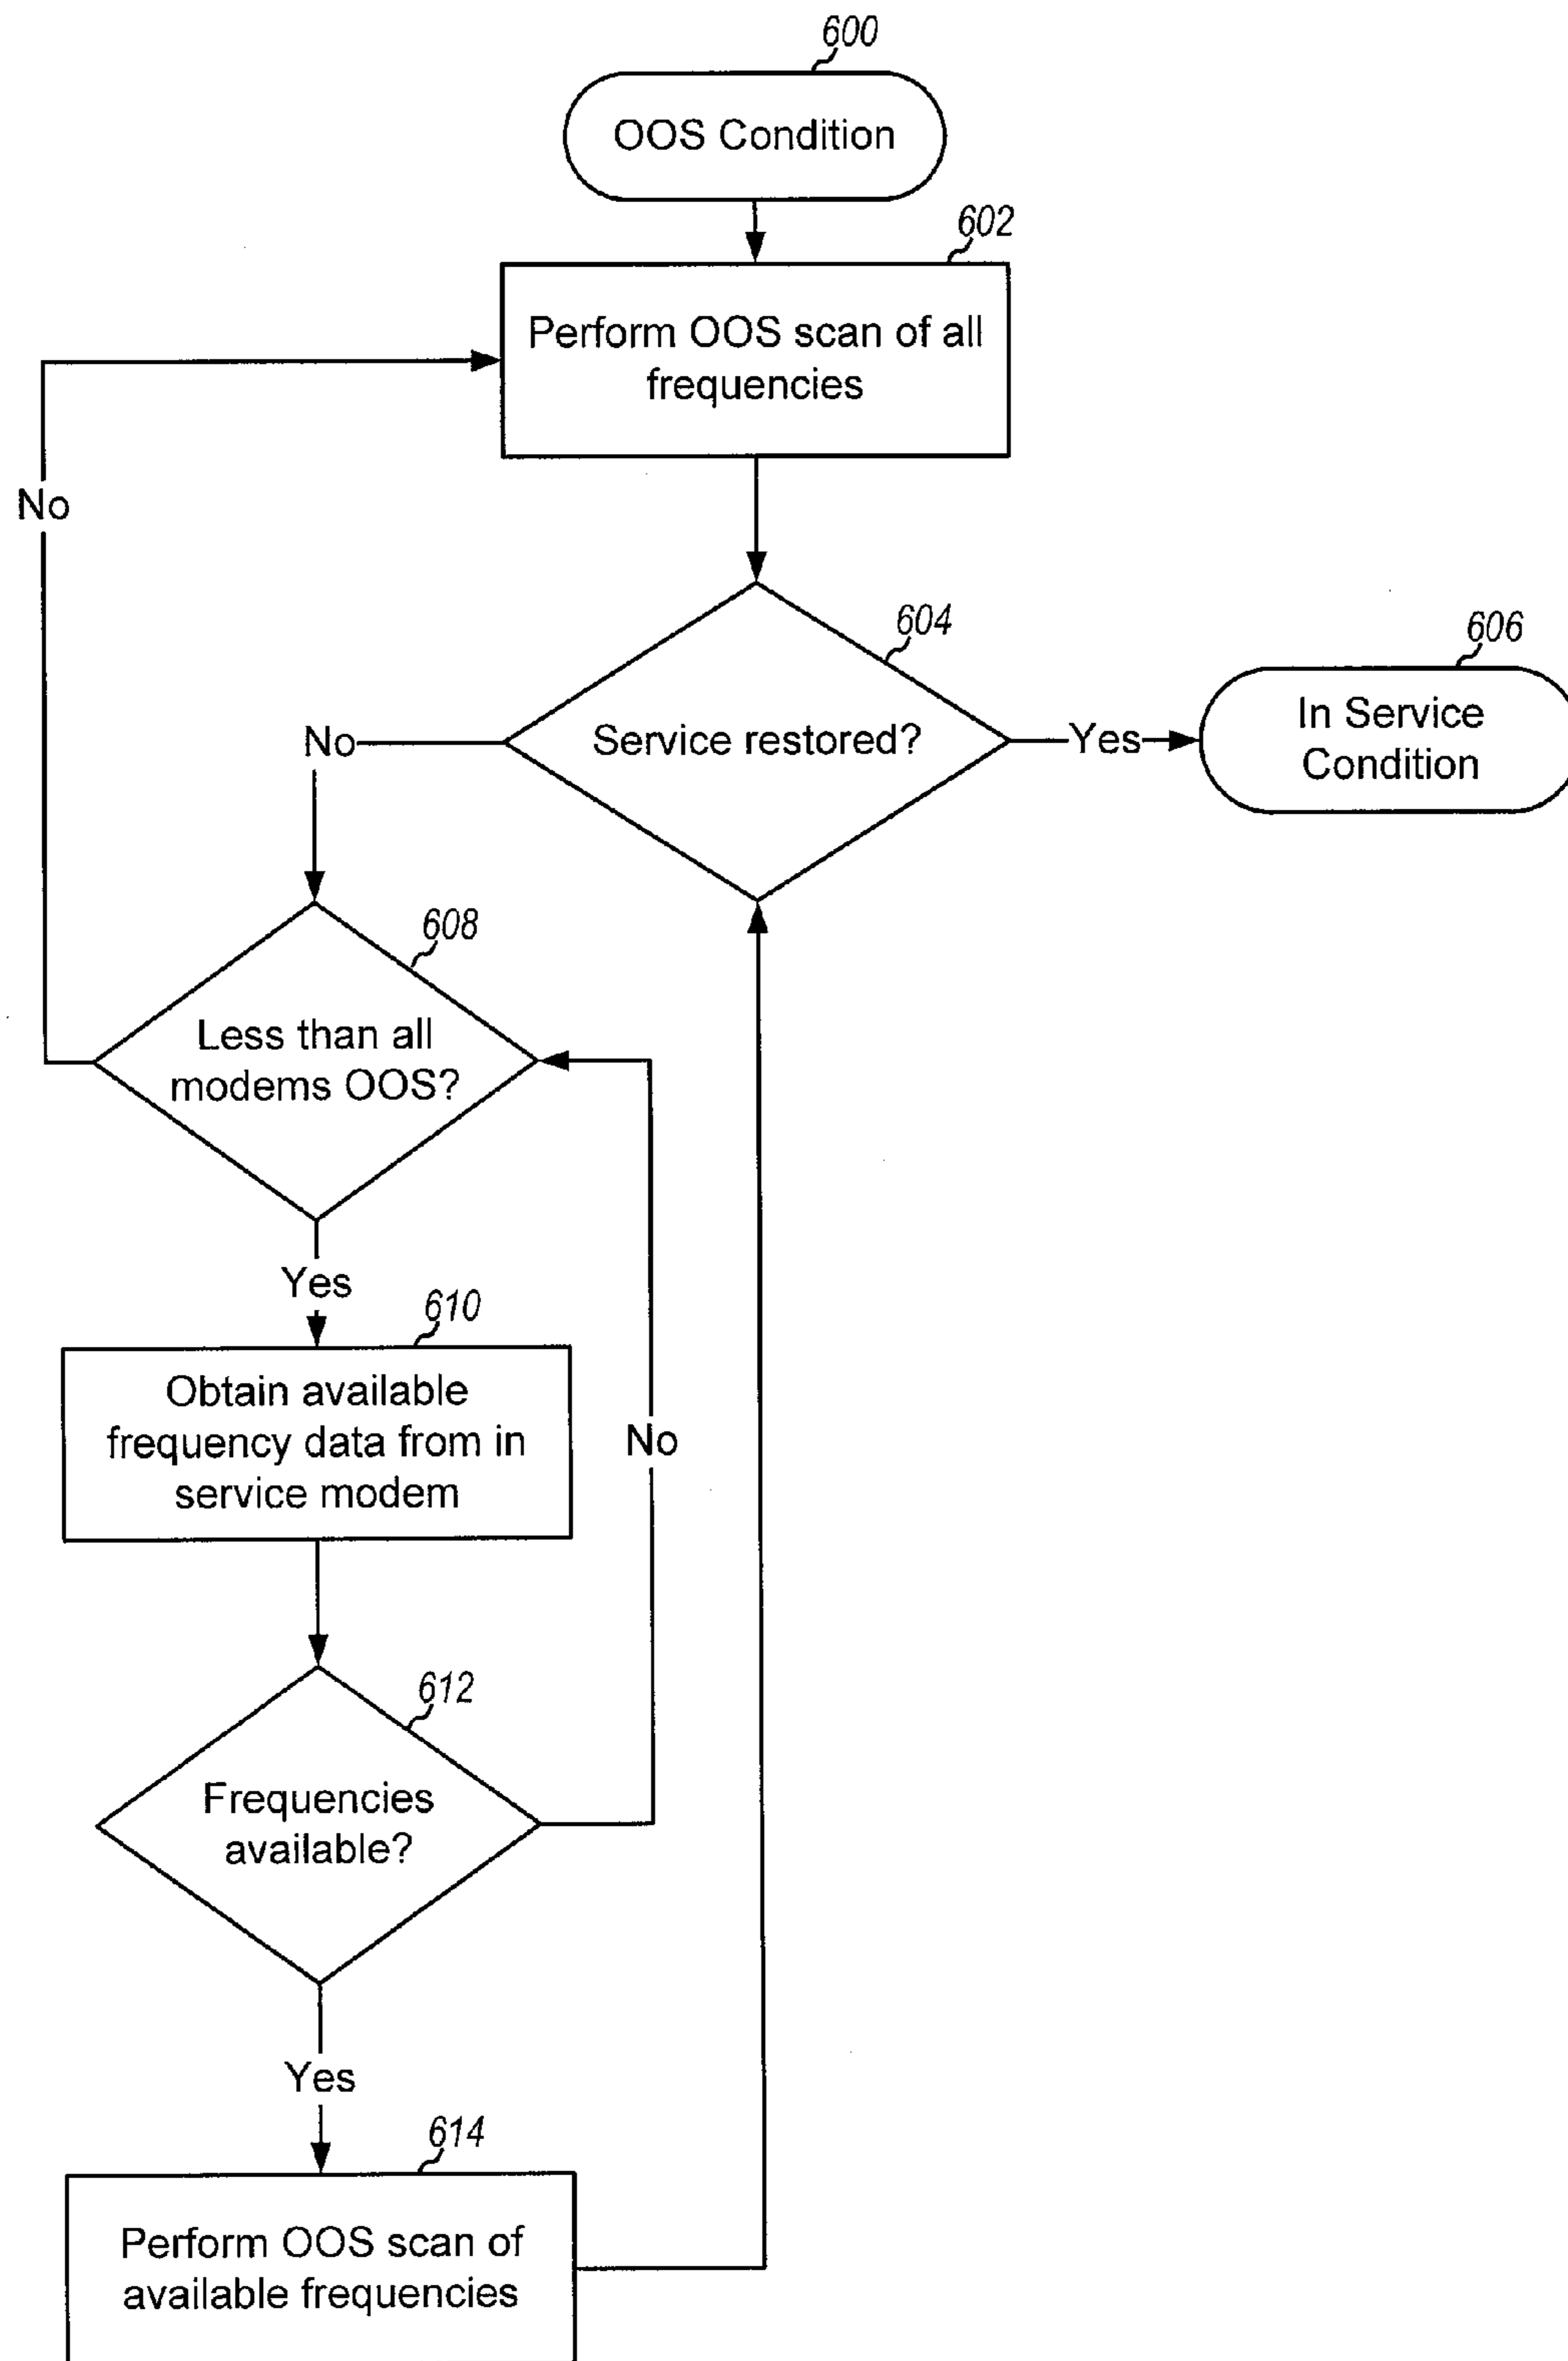 600
OOS Condition
602
Perform OOS scan of all
frequencies
No
604
Service restored?
No
Yes
606
In Service
Condition
608
Less than all
modems OOS?
Yes
610
Obtain available
frequency data from in
service modem
No
612
Frequencies
available?
Yes
614
Perform OOS scan of
available frequencies